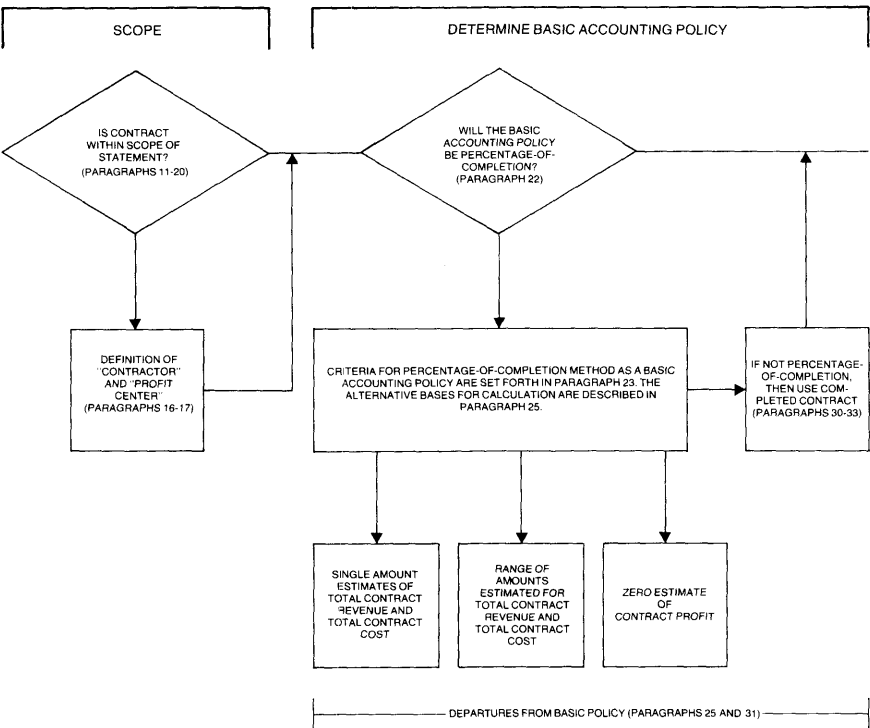 SCOPE
DETERMINE BASIC ACCOUNTING POLICY
IS CONTRACT
WITHIN SCOPE OF
STATEMENT?
(PARAGRAPHS 11-20)
WILL THE BASIC
ACCOUNTING POLICY
BE PERCENTAGE-OF-
COMPLETION?
(PARAGRAPH 22)
DEFINITION OF
"CONTRACTOR"
AND "PROFIT
CENTER"
(PARAGRAPHS 16-17)
CRITERIA FOR PERCENTAGE-OF-COMPLETION METHOD AS A BASIC
ACCOUNTING POLICY ARE SET FORTH IN PARAGRAPH 23. THE
ALTERNATIVE BASES FOR CALCULATION ARE DESCRIBED IN
PARAGRAPH 25.
IF NOT PERCENTAGE-
OF-COMPLETION,
THEN USE COM-
PLETED CONTRACT
(PARAGRAPHS 30-33)
SINGLE AMOUNT
ESTIMATES OF
TOTAL CONTRACT
REVENUE AND
TOTAL CONTRACT
COST
RANGE OF
AMOUNTS
ESTIMATED FOR
TOTAL CONTRACT
REVENUE AND
TOTAL CONTRACT
COST
ZERO ESTIMATE
OF
CONTRACT PROFIT
DEPARTURES FROM BASIC POLICY (PARAGRAPHS 25 AND 31)